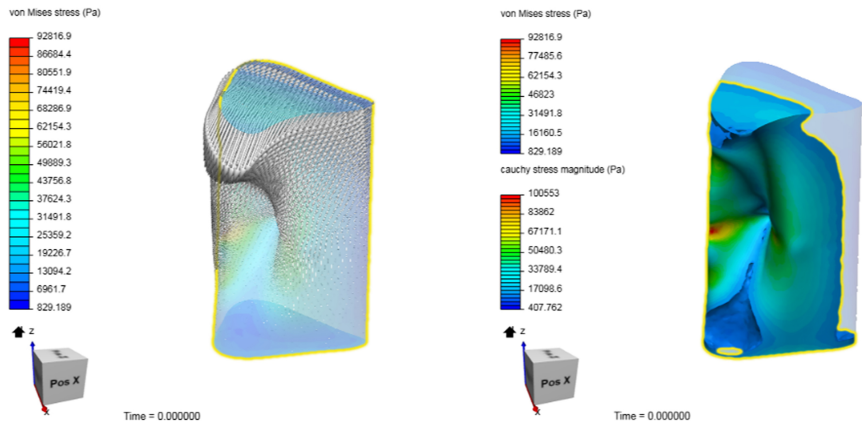 von Mises stress (Pa)
92816.9
86684.4
80551.9
74419.4
68286.9
62154.3
56021.8
49889.3
43756.8
37624.3
31491.8
25359.2
19226.7
13094.2
6961.7
829.189
z
Pos X
X
Time = 0.000000
von Mises stress (Pa)
92816.9
77485.6
62154.3
46823
31491.8
16160.5
829.189
cauchy stress magnitude (Pa)
100553
83862
67171.1
50480.3
33789.4
17098.6
407.762
z
Pos X
X
Time = 0.000000